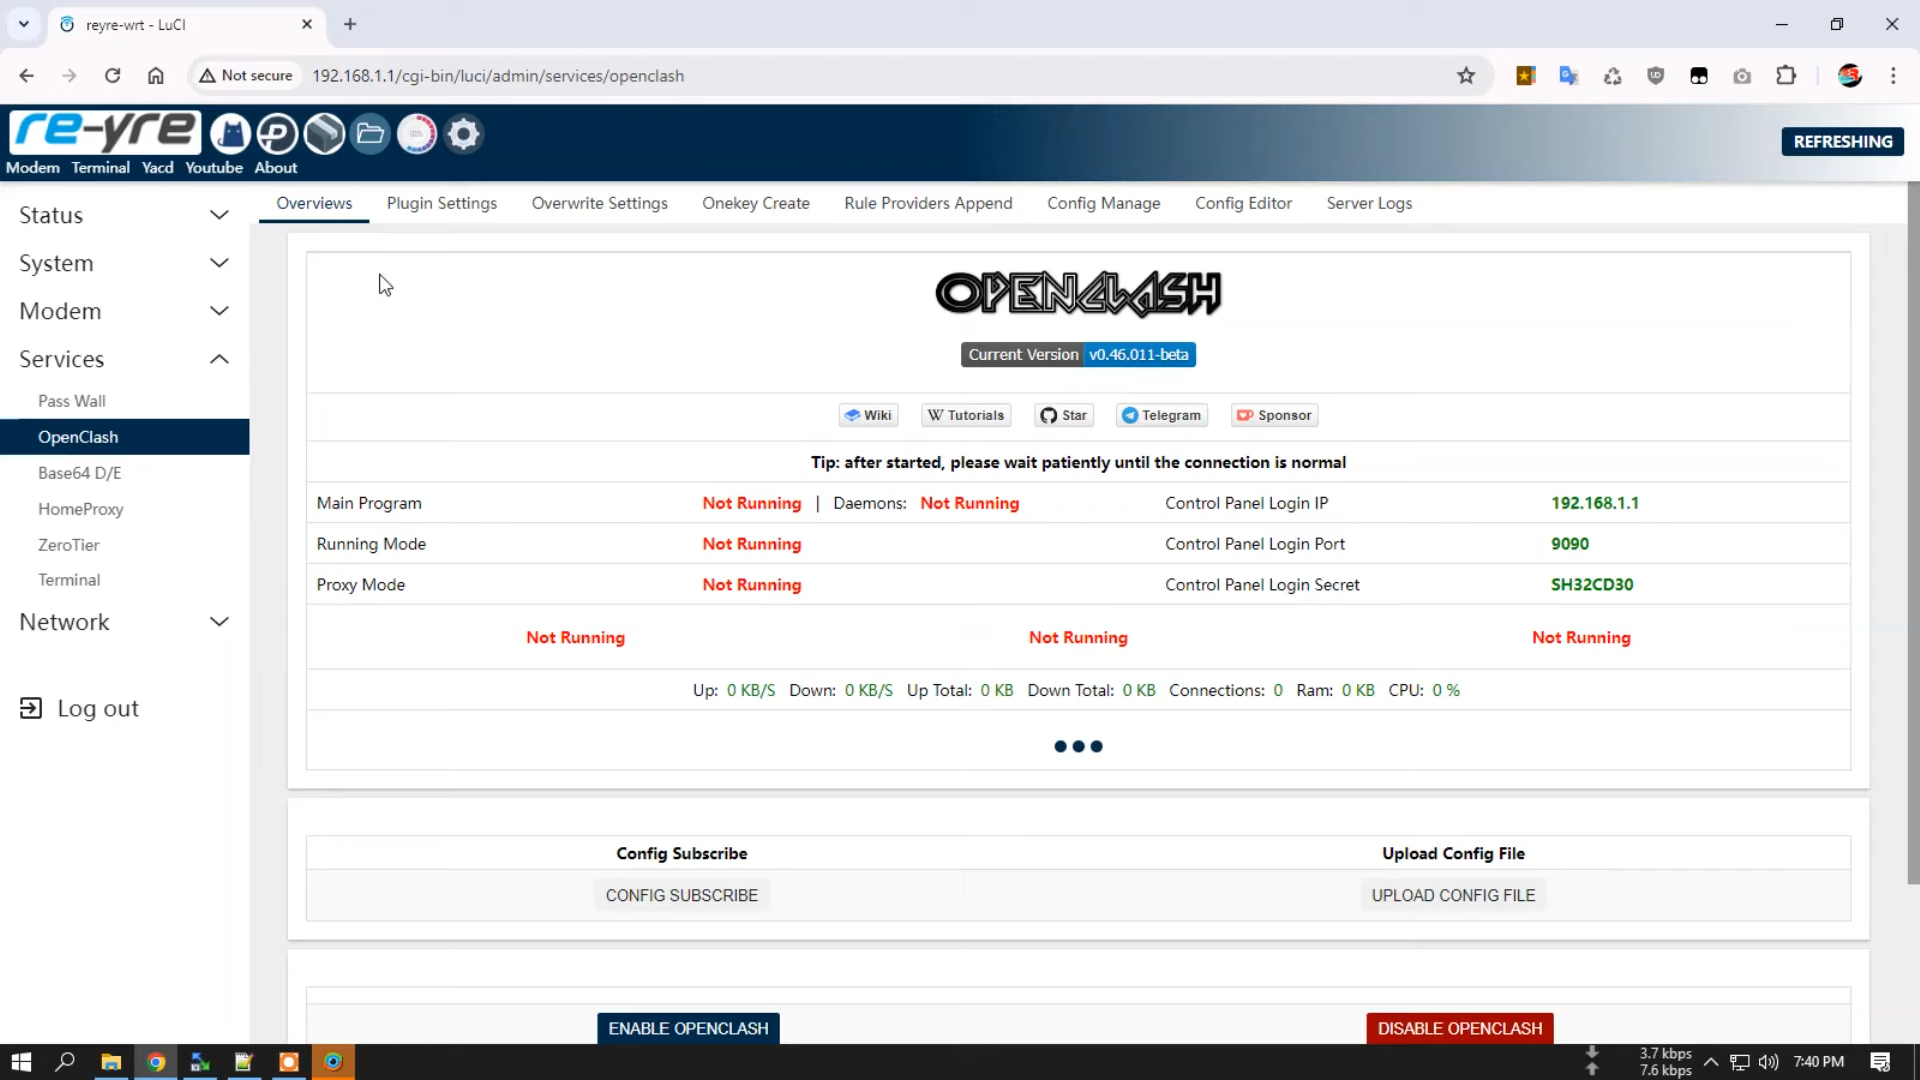 reyre-wrt - LuCI
Not secure
192.168.1.1/cgi-bin/luci/admin/services/openclash
re-yre
Modem Terminal Yacd Youtube About
REFRESHING
Status
System
Modem
Services
Pass Wall
OpenClash
Base64 D/E
HomeProxy
ZeroTier
Terminal
Network
Log out
Overviews Plugin Settings Overwrite Settings Onekey Create Rule Providers Append Config Manage Config Editor Server Logs
OPENCLASH
Current Version v0.46.011-beta
Wiki Tutorials Star Telegram Sponsor
Tip: after started, please wait patiently until the connection is normal
Main Program Not Running | Daemons: Not Running Control Panel Login IP 192.168.1.1
Running Mode Not Running Control Panel Login Port 9090
Proxy Mode Not Running Control Panel Login Secret SH32CD30
Not Running Not Running Not Running
Up: 0 KB/S Down: 0 KB/S Up Total: 0 KB Down Total: 0 KB Connections: 0 Ram: 0 KB CPU: 0 %
Config Subscribe Upload Config File
CONFIG SUBSCRIBE UPLOAD CONFIG FILE
ENABLE OPENCLASH DISABLE OPENCLASH
3.7 kbps
7.6 kbps
7:40 PM